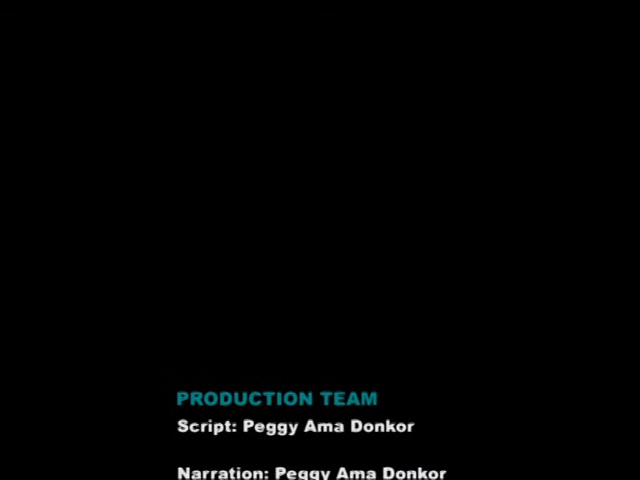 PRODUCTION TEAM
Script: Peggy Ama Donkor
Narration: Peggy Ama Donkor